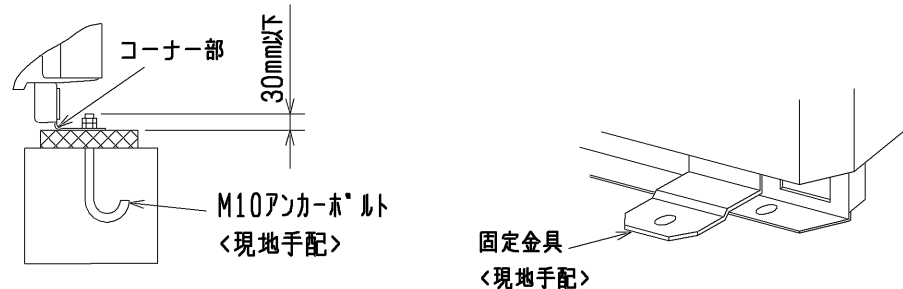 コーナー部
30mm以下
M10アンカーボルト
<現地手配>
固定金具
<現地手配>